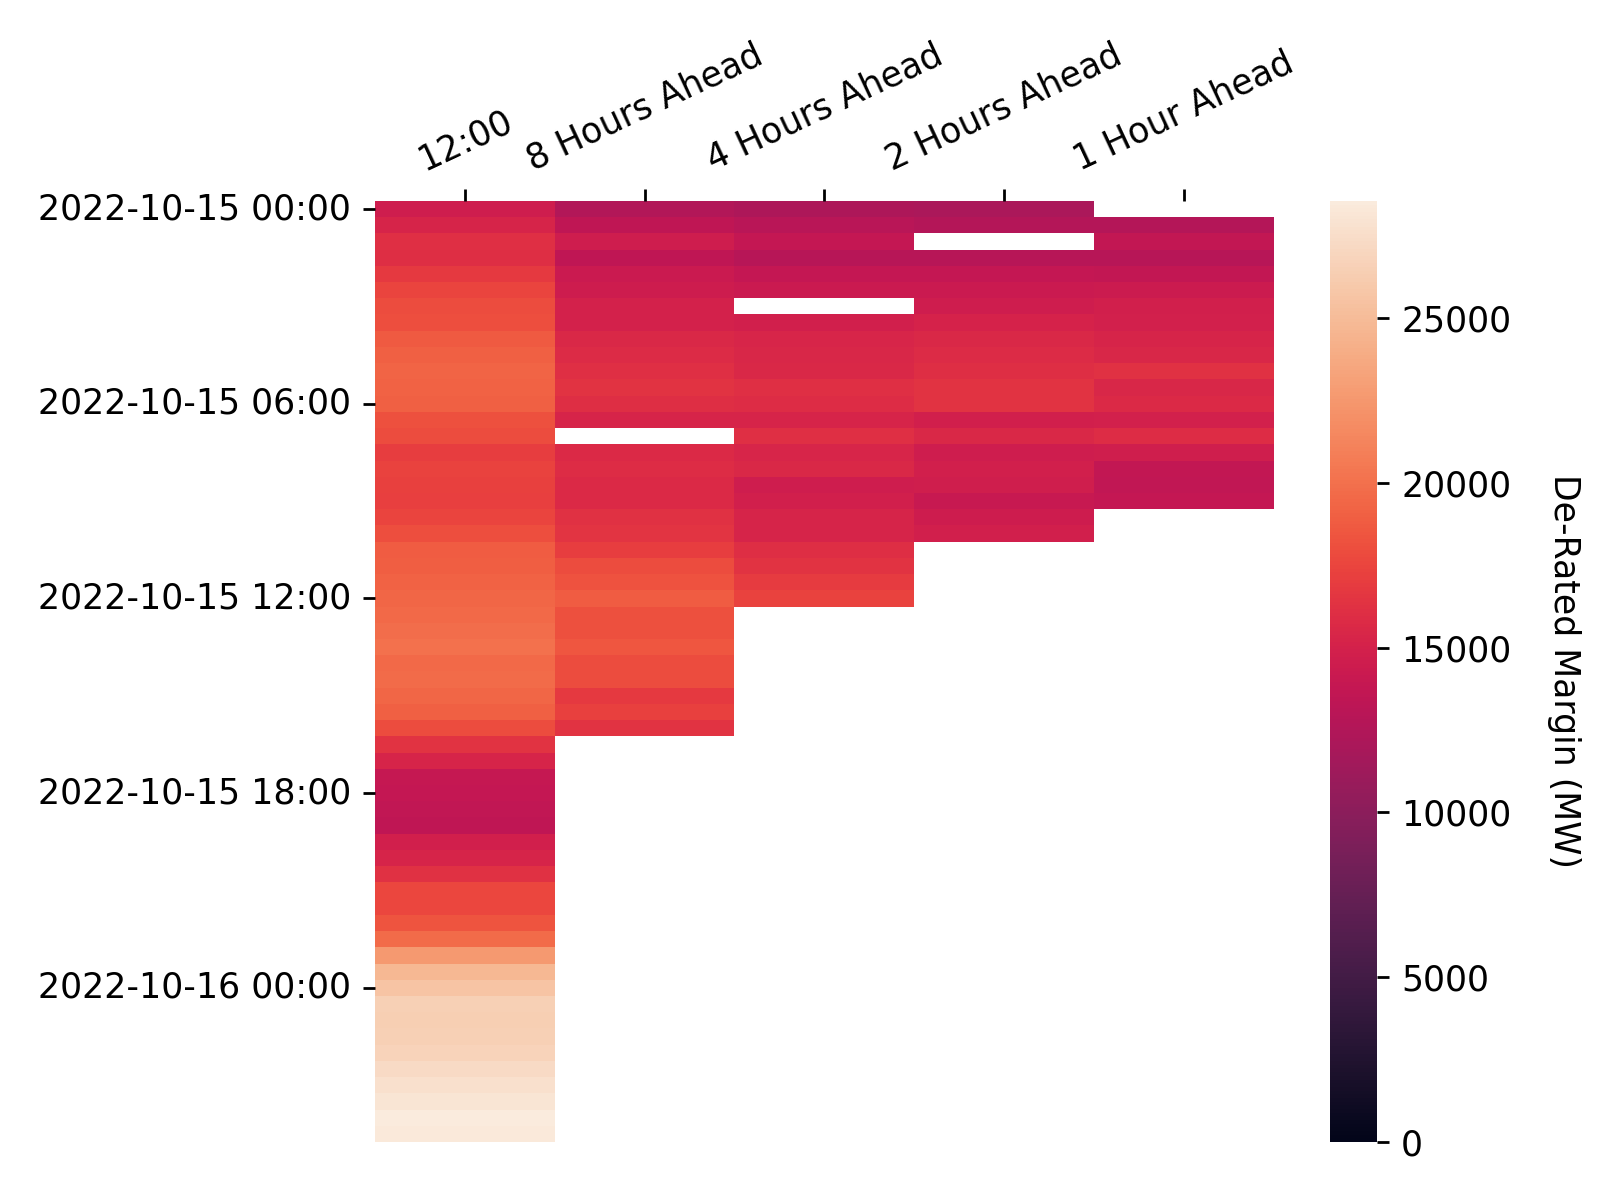 12:00
8 Hours Ahead
4 Hours Ahead
2 Hours Ahead
1 Hour Ahead
2022-10-15 00:00
2022-10-15 06:00
2022-10-15 12:00
2022-10-15 18:00
2022-10-16 00:00
25000
20000
15000
10000
5000
0
De-Rated Margin (MW)